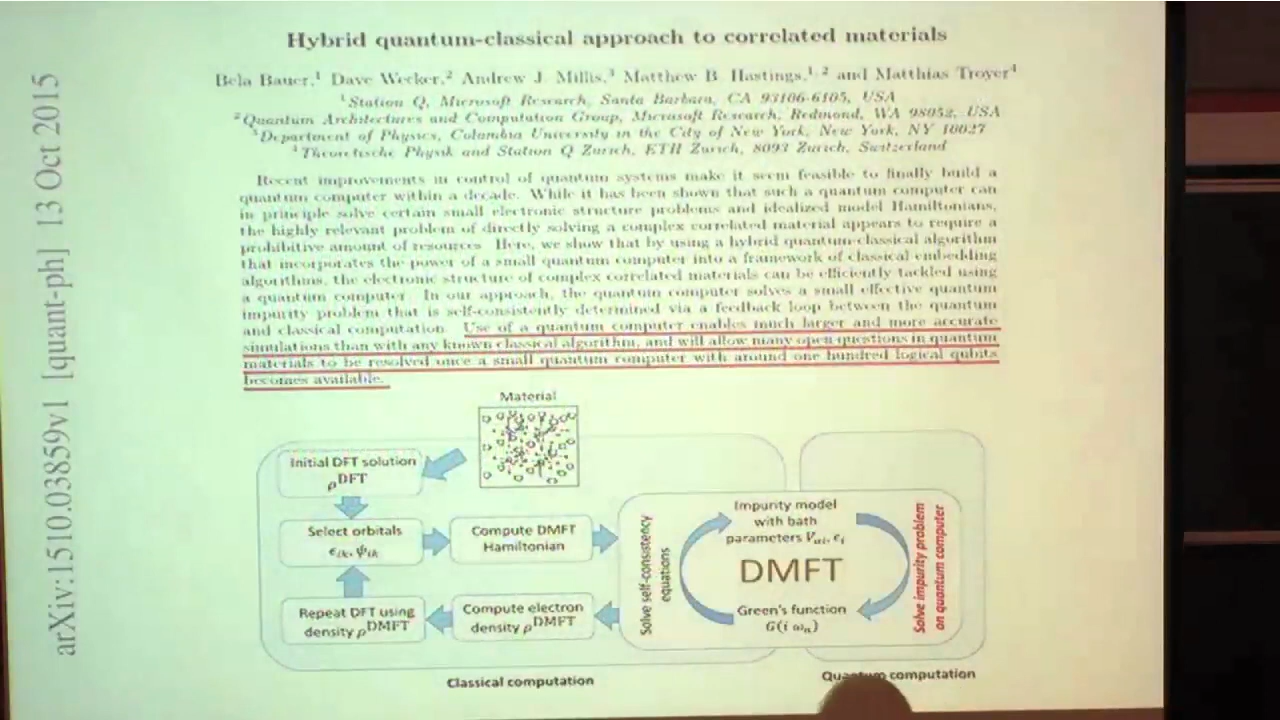 Hybrid quantum-classical approach to correlated materials
Bela Bauer,¹ Dave Wecker,² Andrew J. Millis,³ Matthew B. Hastings,¹,² and Matthias Troyer⁴
¹Station Q, Microsoft Research, Santa Barbara, CA 93106-6105, USA
²Quantum Architectures and Computation Group, Microsoft Research, Redmond, WA 98052, USA
³Department of Physics, Columbia University in the City of New York, New York, NY 10027
⁴Theoretische Physik and Station Q Zurich, ETH Zurich, 8093 Zurich, Switzerland
Recent improvements in control of quantum systems make it seem feasible to finally build a
quantum computer within a decade. While it has been shown that such a quantum computer can
in principle solve certain small electronic structure problems and idealized model Hamiltonians,
the highly relevant problem of directly solving a complex correlated material appears to require a
prohibitive amount of resources. Here, we show that by using a hybrid quantum-classical algorithm
that incorporates the power of a small quantum computer into a framework of classical embedding
algorithms, the electronic structure of complex correlated materials can be efficiently tackled using
a quantum computer. In our approach, the quantum computer solves a small effective quantum
impurity problem that is self-consistently determined via a feedback loop between the quantum
and classical computation. Use of a quantum computer enables much larger and more accurate
simulations than with any known classical algorithm, and will allow many open questions in quantum
materials to be resolved once a small quantum computer with around one hundred logical qubits
becomes available.
arXiv:1510.03859v1 [quant-ph] 13 Oct 2015
Material
Initial DFT solution
ρDFT
Select orbitals
ϵik, ψik
Compute DMFT
Hamiltonian
Repeat DFT using
density ρDMFT
Compute electron
density ρDMFT
Solve self-consistency
equations
Impurity model
with bath
parameters Vαi, ϵi
DMFT
Green's function
G(i ωn)
Solve impurity problem
on quantum computer
Classical computation
Quantum computation